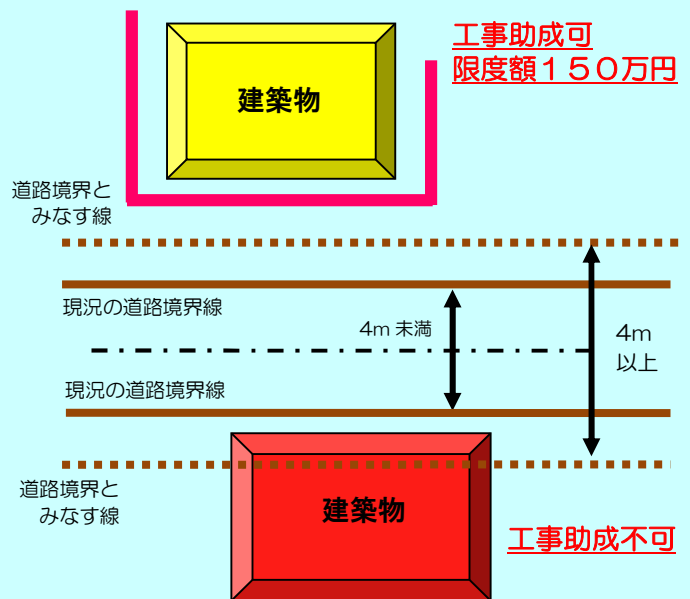 工事助成可
限度額１５０万円
建築物
道路境界と
みなす線
現況の道路境界線
4m 未満
4m
以上
現況の道路境界線
道路境界と
みなす線
建築物
工事助成不可